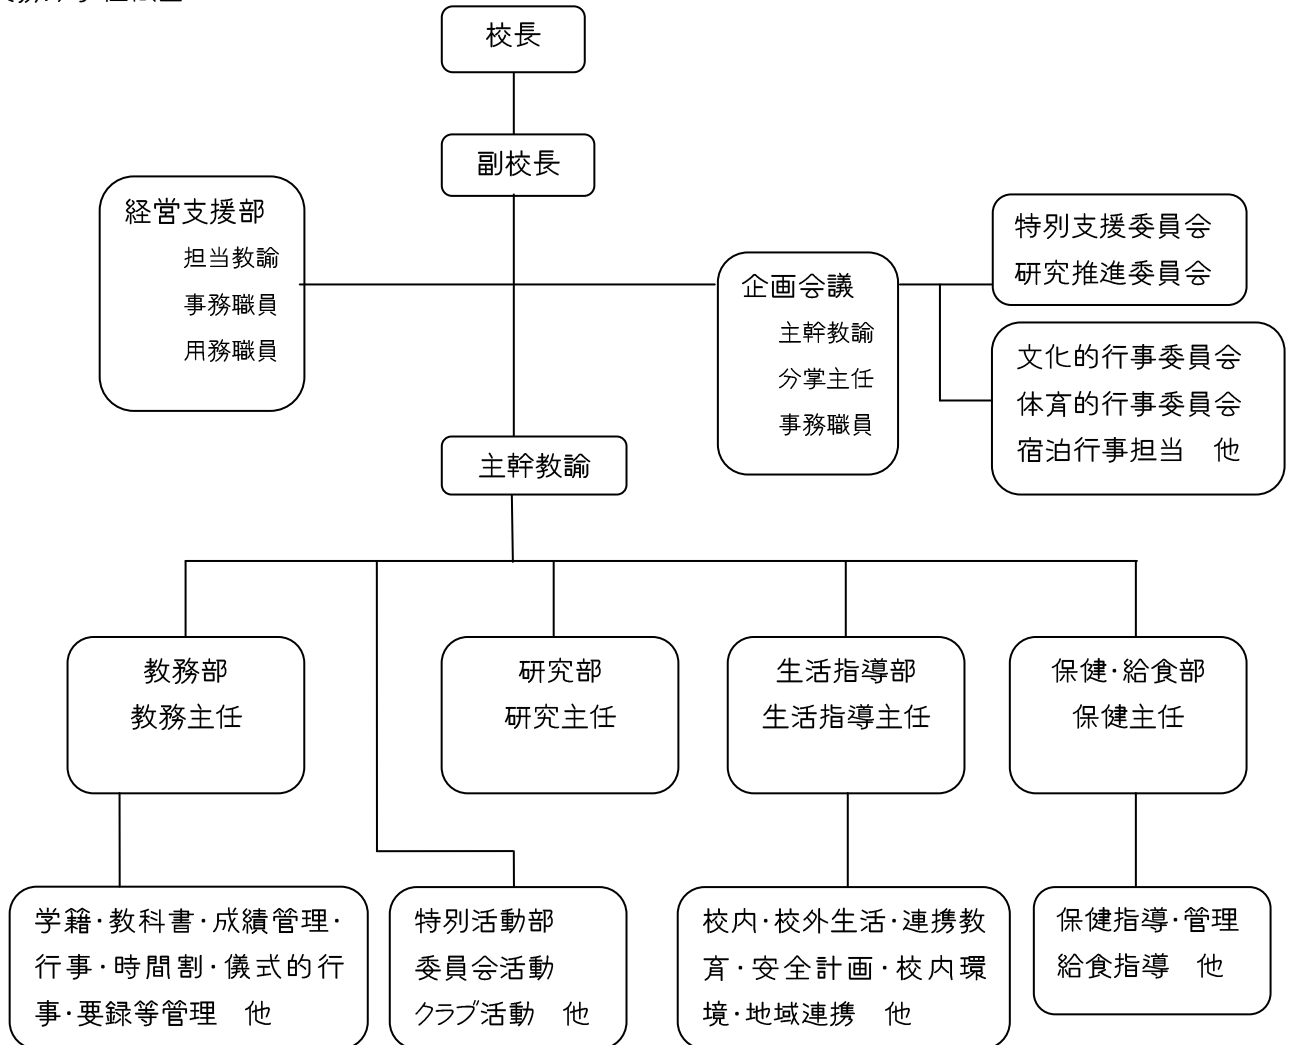 校長
副校長
経営支援部
担当教諭
事務職員
用務職員
企画会議
主幹教諭
分掌主任
事務職員
特別支援委員会
研究推進委員会
文化的行事委員会
体育的行事委員会
宿泊行事担当　他
主幹教諭
教務部
教務主任
研究部
研究主任
生活指導部
生活指導主任
保健・給食部
保健主任
学籍・教科書・成績管理・
行事・時間割・儀式的行
事・要録等管理　他
特別活動部
委員会活動
クラブ活動　他
校内・校外生活・連携教
育・安全計画・校内環
境・地域連携　他
保健指導・管理
給食指導　他